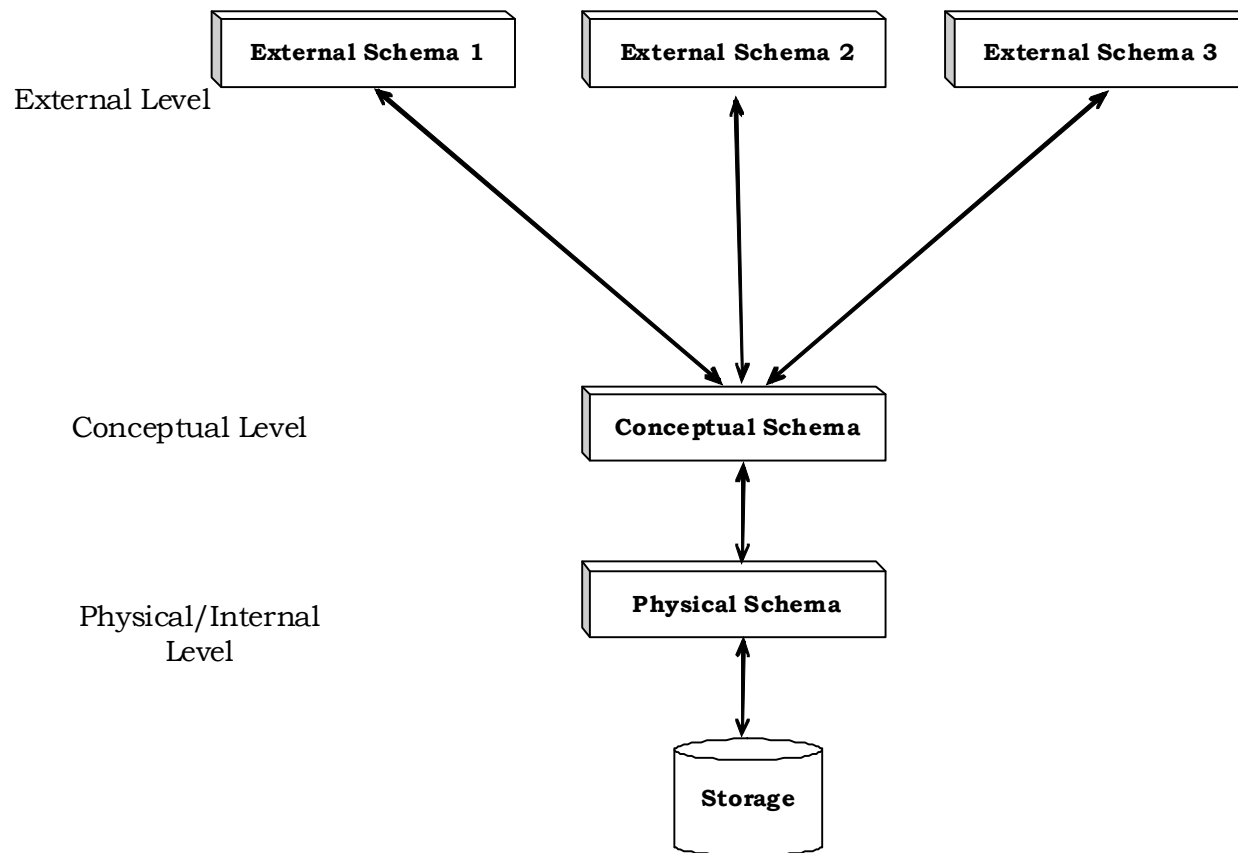 External Schema 1
External Schema 2
External Schema 3
External Level
Conceptual Level
Conceptual Schema
Physical Schema
Physical/Internal
Level
Storage